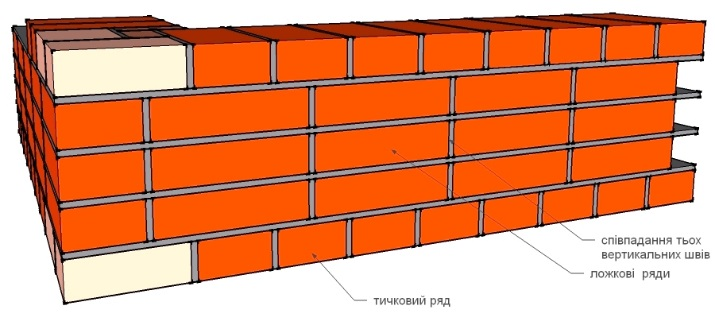 співпадання тьох
вертикальних швів
ложкові ряди
тичковий ряд